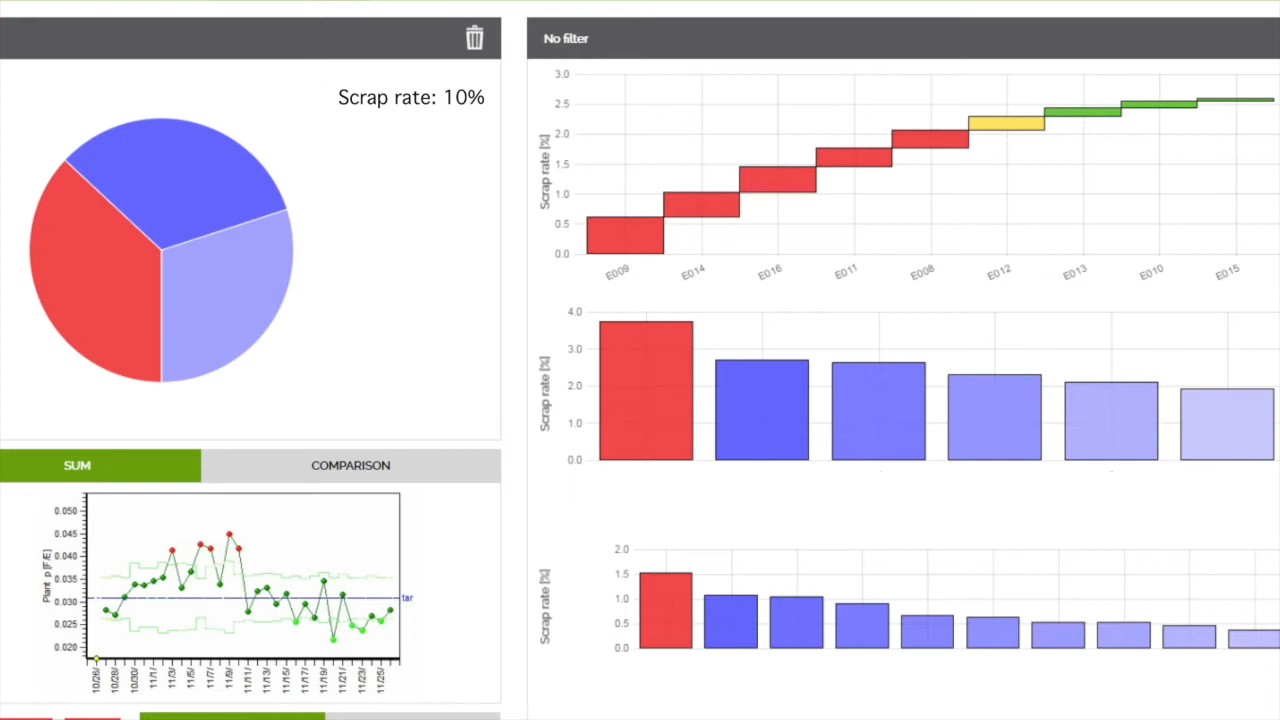 No filter
Scrap rate: 10%
3.0
2.5
2.0
1.5
1.0
0.5
0.0
Scrap rate [%]
E009 E014 E016 E011 E008 E012 E013 E010 E015
4.0
3.0
2.0
1.0
0.0
Scrap rate [%]
SUM COMPARISON
0.050
0.045
0.040
0.035
0.030
0.025
0.020
Plant p [F/E]
tar
10/26/ 10/28/ 10/30/ 11/1/ 11/3/ 11/5/ 11/7/ 11/9/ 11/11/ 11/13/ 11/15/ 11/17/ 11/19/ 11/21/ 11/23/ 11/25/
2.0
1.5
1.0
0.5
0.0
Scrap rate [%]